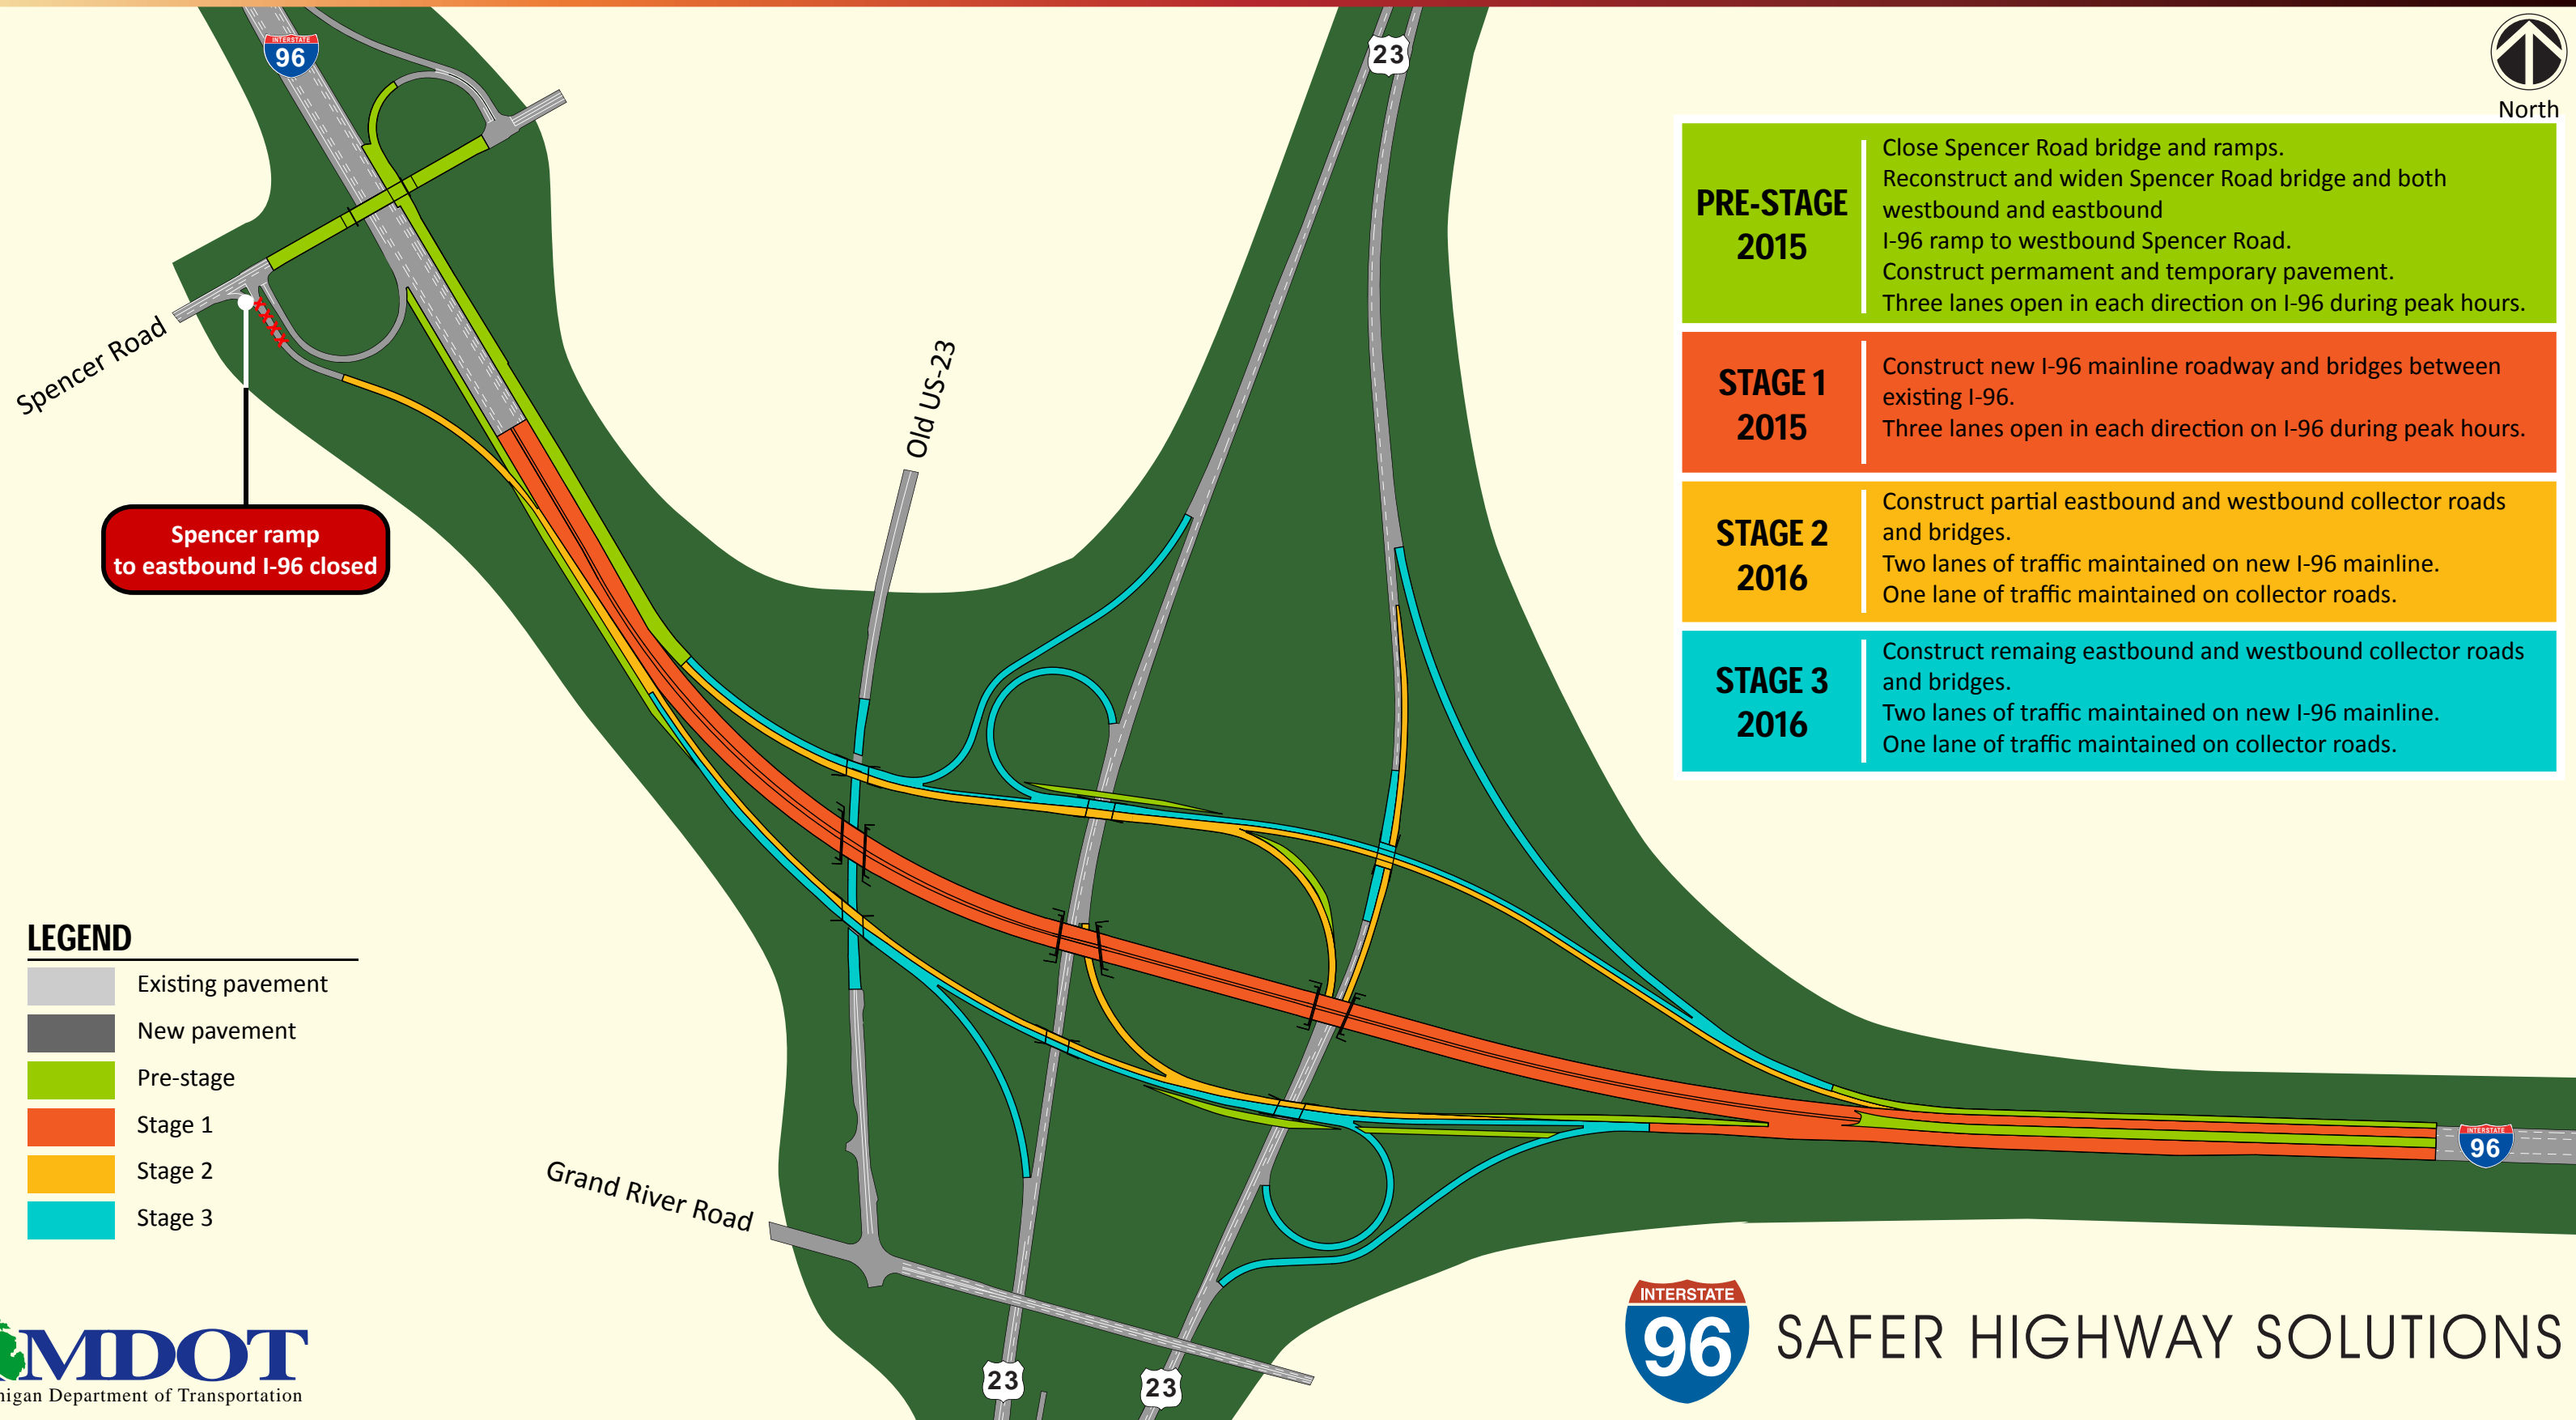 INTERSTATE
96
23
North
PRE-STAGE
2015
Close Spencer Road bridge and ramps.
Reconstruct and widen Spencer Road bridge and both
westbound and eastbound
I-96 ramp to westbound Spencer Road.
Construct permament and temporary pavement.
Three lanes open in each direction on I-96 during peak hours.
STAGE 1
2015
Construct new I-96 mainline roadway and bridges between
existing I-96.
Three lanes open in each direction on I-96 during peak hours.
STAGE 2
2016
Construct partial eastbound and westbound collector roads
and bridges.
Two lanes of traffic maintained on new I-96 mainline.
One lane of traffic maintained on collector roads.
STAGE 3
2016
Construct remaing eastbound and westbound collector roads
and bridges.
Two lanes of traffic maintained on new I-96 mainline.
One lane of traffic maintained on collector roads.
Spencer Road
Old US-23
Spencer ramp
to eastbound I-96 closed
LEGEND
Existing pavement
New pavement
Pre-stage
Stage 1
Stage 2
Stage 3
Grand River Road
INTERSTATE
96
23
23
MDOT
higan Department of Transportation
INTERSTATE
96
SAFER HIGHWAY SOLUTIONS